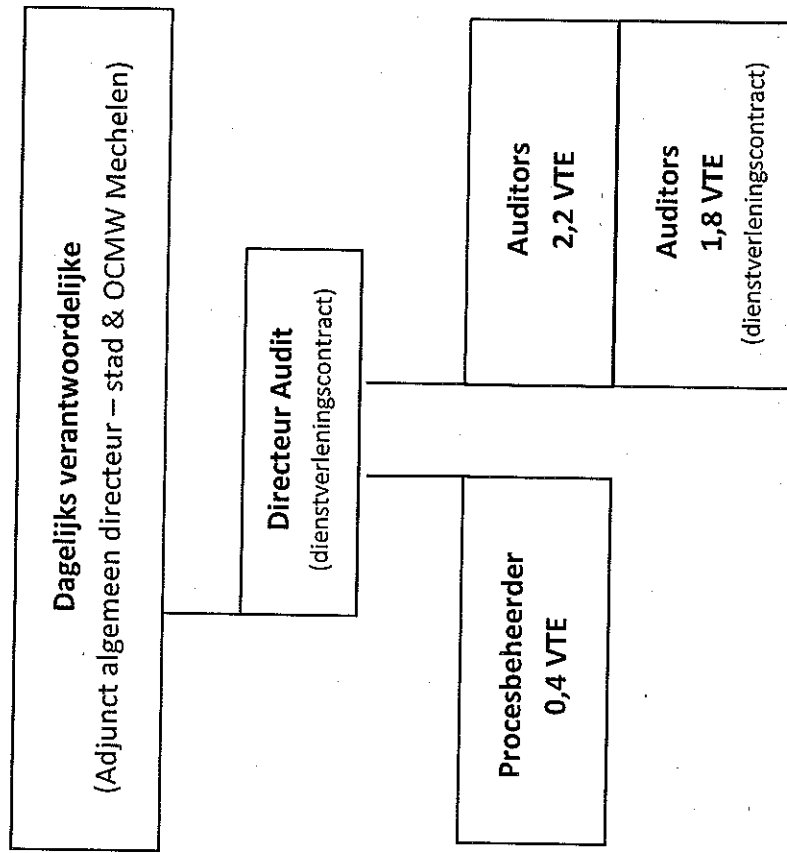 Dagelijks verantwoordelijke
(Adjunct algemeen directeur – stad & OCMW Mechelen)
Directeur Audit
(dienstverleningscontract)
Procesbeheerder
0,4 VTE
Auditors
2,2 VTE
Auditors
1,8 VTE
(dienstverleningscontract)